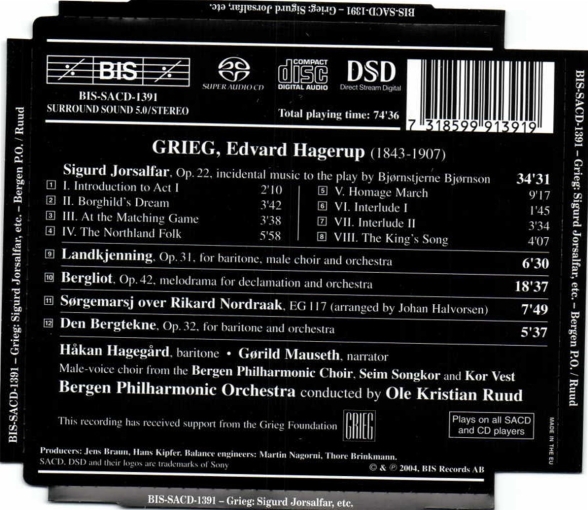 BIS-SACD-1391 – Grieg: Sigurd Jorsalfar, etc.
BIS
BIS-SACD-1391
SURROUND SOUND 5.0/STEREO
SUPER AUDIO CD
COMPACT
disc
DIGITAL AUDIO
DSD
Direct Stream Digital
Total playing time: 74'36
7 318599 913919
GRIEG, Edvard Hagerup (1843-1907)
Sigurd Jorsalfar, Op. 22, incidental music to the play by Bjørnstjerne Bjørnson 34'31
1 I. Introduction to Act I 2'10
2 II. Borghild's Dream 3'42
3 III. At the Matching Game 3'38
4 IV. The Northland Folk 5'58
5 V. Homage March 9'17
6 VI. Interlude I 1'45
7 VII. Interlude II 3'34
8 VIII. The King's Song 4'07
9 Landkjenning, Op. 31, for baritone, male choir and orchestra 6'30
10 Bergliot, Op. 42, melodrama for declamation and orchestra 18'37
11 Sørgemarsj over Rikard Nordraak, EG 117 (arranged by Johan Halvorsen) 7'49
12 Den Bergtekne, Op. 32, for baritone and orchestra 5'37
Håkan Hagegård, baritone • Gørild Mauseth, narrator
Male-voice choir from the Bergen Philharmonic Choir, Seim Songkor and Kor Vest
Bergen Philharmonic Orchestra conducted by Ole Kristian Ruud
This recording has received support from the Grieg Foundation
GRIEG
Plays on all SACD
and CD players
MADE IN THE EU
Producers: Jens Braun, Hans Kipfer. Balance engineers: Martin Nagorni, Thore Brinkmann.
SACD, DSD and their logos are trademarks of Sony
© & ℗ 2004, BIS Records AB
BIS-SACD-1391 – Grieg: Sigurd Jorsalfar, etc. – Bergen P.O. / Ruud
BIS-SACD-1391 – Grieg: Sigurd Jorsalfar, etc. – Bergen P.O. / Ruud
BIS-SACD-1391 – Grieg: Sigurd Jorsalfar, etc.